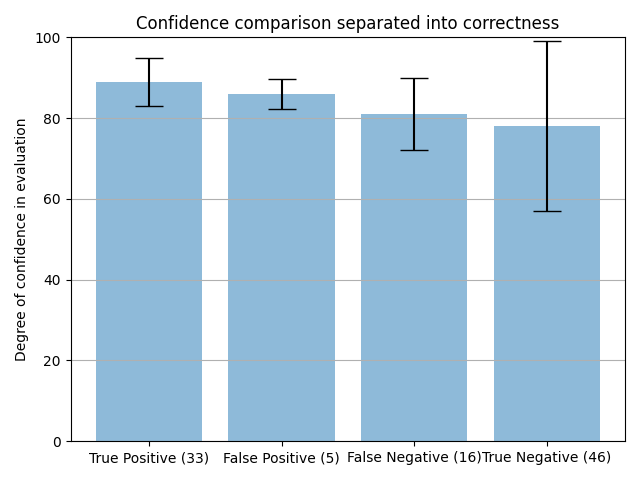 Confidence comparison separated into correctness
Degree of confidence in evaluation
100
80
60
40
20
0
True Positive (33)
False Positive (5)
False Negative (16)
True Negative (46)